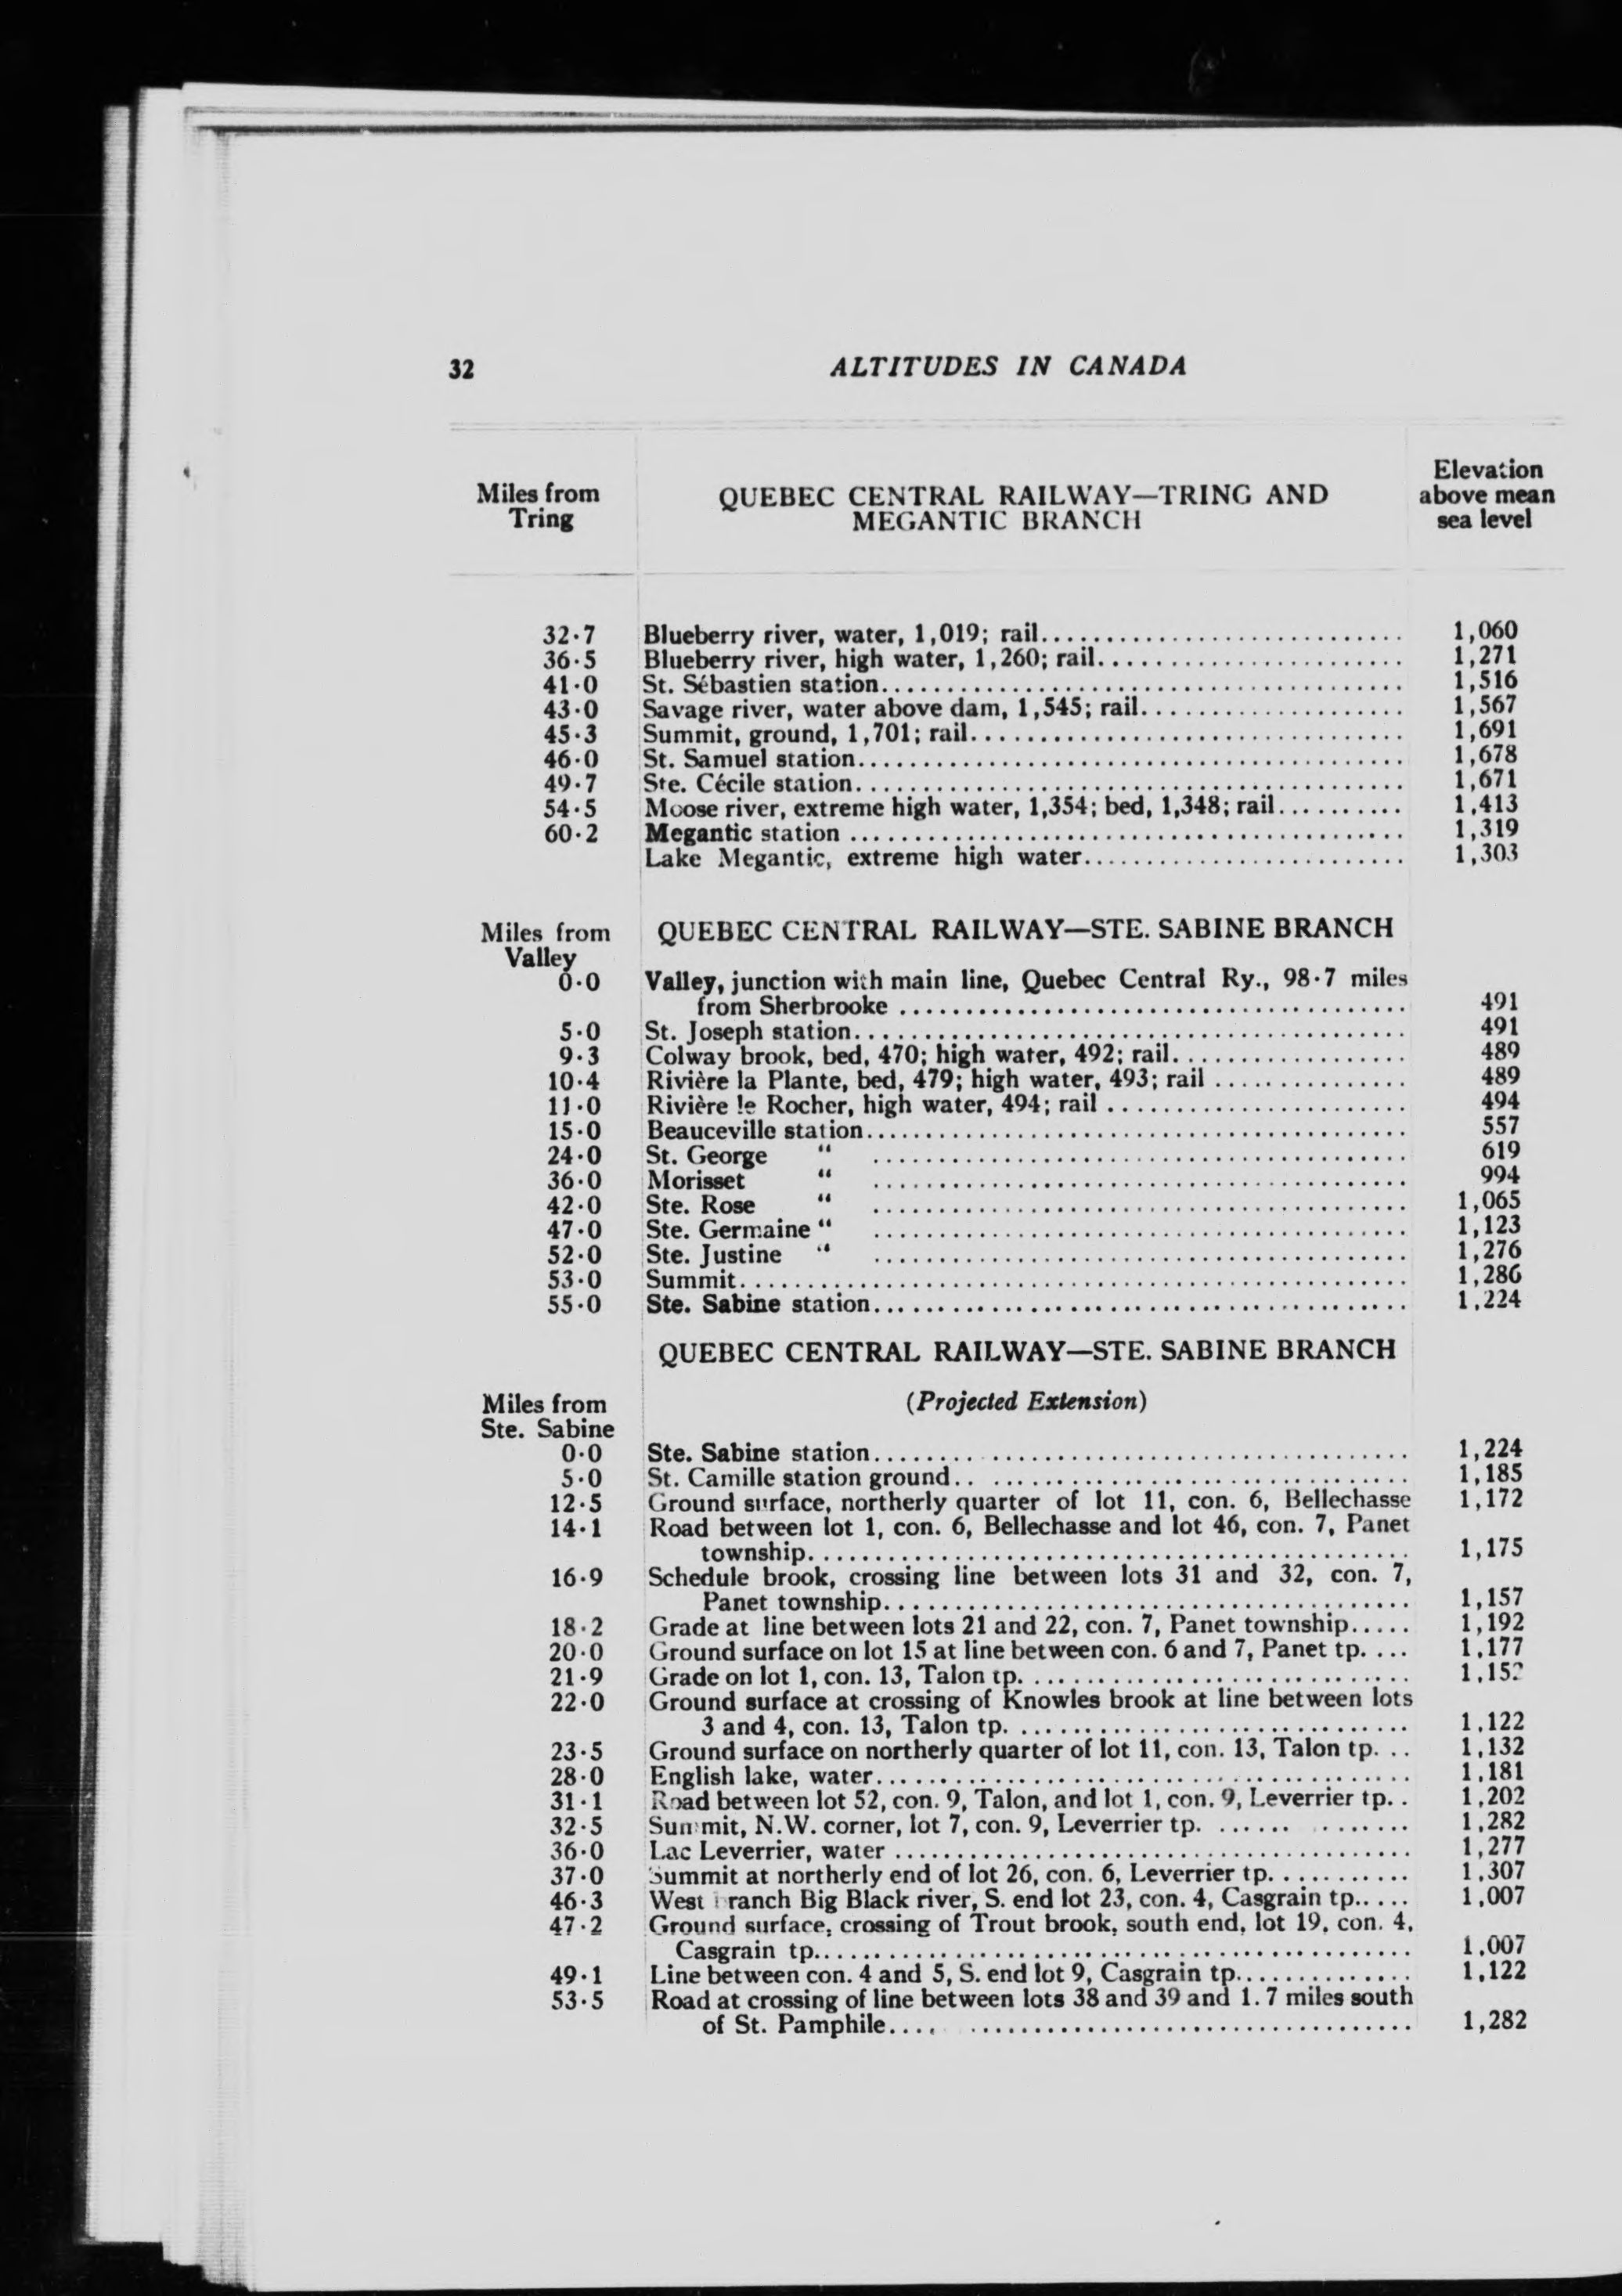 32 ALTITUDES IN CANADA
Miles from Tring QUEBEC CENTRAL RAILWAY—TRING AND MEGANTIC BRANCH Elevation above mean sea level
32·7 Blueberry river, water, 1,019; rail 1,060
36·5 Blueberry river, high water, 1,260; rail 1,271
41·0 St. Sébastien station 1,516
43·0 Savage river, water above dam, 1,545; rail 1,567
45·3 Summit, ground, 1,701; rail 1,691
46·0 St. Samuel station 1,678
49·7 Ste. Cécile station 1,671
54·5 Moose river, extreme high water, 1,354; bed, 1,348; rail 1,413
60·2 Megantic station 1,319
Lake Megantic, extreme high water 1,303
Miles from Valley QUEBEC CENTRAL RAILWAY—STE. SABINE BRANCH
0·0 Valley, junction with main line, Quebec Central Ry., 98·7 miles
from Sherbrooke 491
5·0 St. Joseph station 491
9·3 Colway brook, bed, 470; high water, 492; rail 489
10·4 Rivière la Plante, bed, 479; high water, 493; rail 489
11·0 Rivière le Rocher, high water, 494; rail 494
15·0 Beauceville station 557
24·0 St. George " 619
36·0 Morisset " 994
42·0 Ste. Rose " 1,065
47·0 Ste. Germaine " 1,123
52·0 Ste. Justine " 1,276
53·0 Summit 1,286
55·0 Ste. Sabine station 1,224
QUEBEC CENTRAL RAILWAY—STE. SABINE BRANCH
Miles from Ste. Sabine (Projected Extension)
0·0 Ste. Sabine station 1,224
5·0 St. Camille station ground 1,185
12·5 Ground surface, northerly quarter of lot 11, con. 6, Bellechasse 1,172
14·1 Road between lot 1, con. 6, Bellechasse and lot 46, con. 7, Panet
township 1,175
16·9 Schedule brook, crossing line between lots 31 and 32, con. 7,
Panet township 1,157
18·2 Grade at line between lots 21 and 22, con. 7, Panet township 1,192
20·0 Ground surface on lot 15 at line between con. 6 and 7, Panet tp. 1,177
21·9 Grade on lot 1, con. 13, Talon tp.
22·0 Ground surface at crossing of Knowles brook at line between lots
3 and 4, con. 13, Talon tp. 1,122
23·5 Ground surface on northerly quarter of lot 11, con. 13, Talon tp. 1,132
28·0 English lake, water 1,181
31·1 Road between lot 52, con. 9, Talon, and lot 1, con. 9, Leverrier tp. 1,202
32·5 Summit, N.W. corner, lot 7, con. 9, Leverrier tp. 1,282
36·0 Lac Leverrier, water 1,277
37·0 Summit at northerly end of lot 26, con. 6, Leverrier tp. 1,307
46·3 West branch Big Black river, S. end lot 23, con. 4, Casgrain tp. 1,007
47·2 Ground surface, crossing of Trout brook, south end, lot 19, con. 4,
Casgrain tp. 1,007
49·1 Line between con. 4 and 5, S. end lot 9, Casgrain tp. 1,122
53·5 Road at crossing of line between lots 38 and 39 and 1.7 miles south
of St. Pamphile 1,282